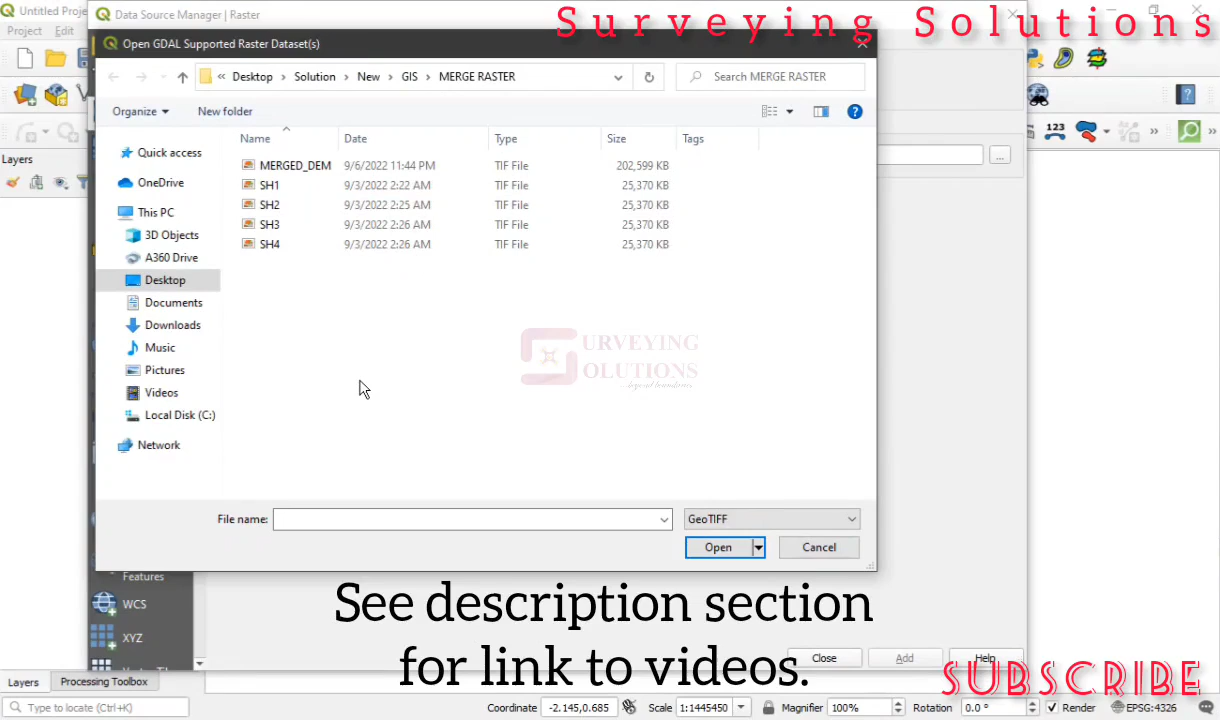 Untitled Proje
Data Source Manager | Raster
Surveying Solutions
Project Edit
Open GDAL Supported Raster Dataset(s)
« Desktop > Solution > New > GIS > MERGE RASTER
Search MERGE RASTER
Organize
New folder
Name Date Type Size Tags
MERGED_DEM 9/6/2022 11:44 PM TIF File 202,599 KB
SH1 9/3/2022 2:22 AM TIF File 25,370 KB
SH2 9/3/2022 2:25 AM TIF File 25,370 KB
SH3 9/3/2022 2:26 AM TIF File 25,370 KB
SH4 9/3/2022 2:26 AM TIF File 25,370 KB
Quick access
OneDrive
This PC
3D Objects
A360 Drive
Desktop
Documents
Downloads
Music
Pictures
Videos
Local Disk (C:)
Network
Layers
123
...
SURVEYING
SOLUTIONS
...beyond boundaries
File name:
GeoTIFF
Open
Cancel
Features
WCS
XYZ
See description section
for link to videos.
Close
Add
Help
SUBSCRIBE
Layers
Processing Toolbox
Type to locate (Ctrl+K)
Coordinate -2.145,0.685 Scale 1:1445450 Magnifier 100% Rotation 0.0 ° Render EPSG:4326